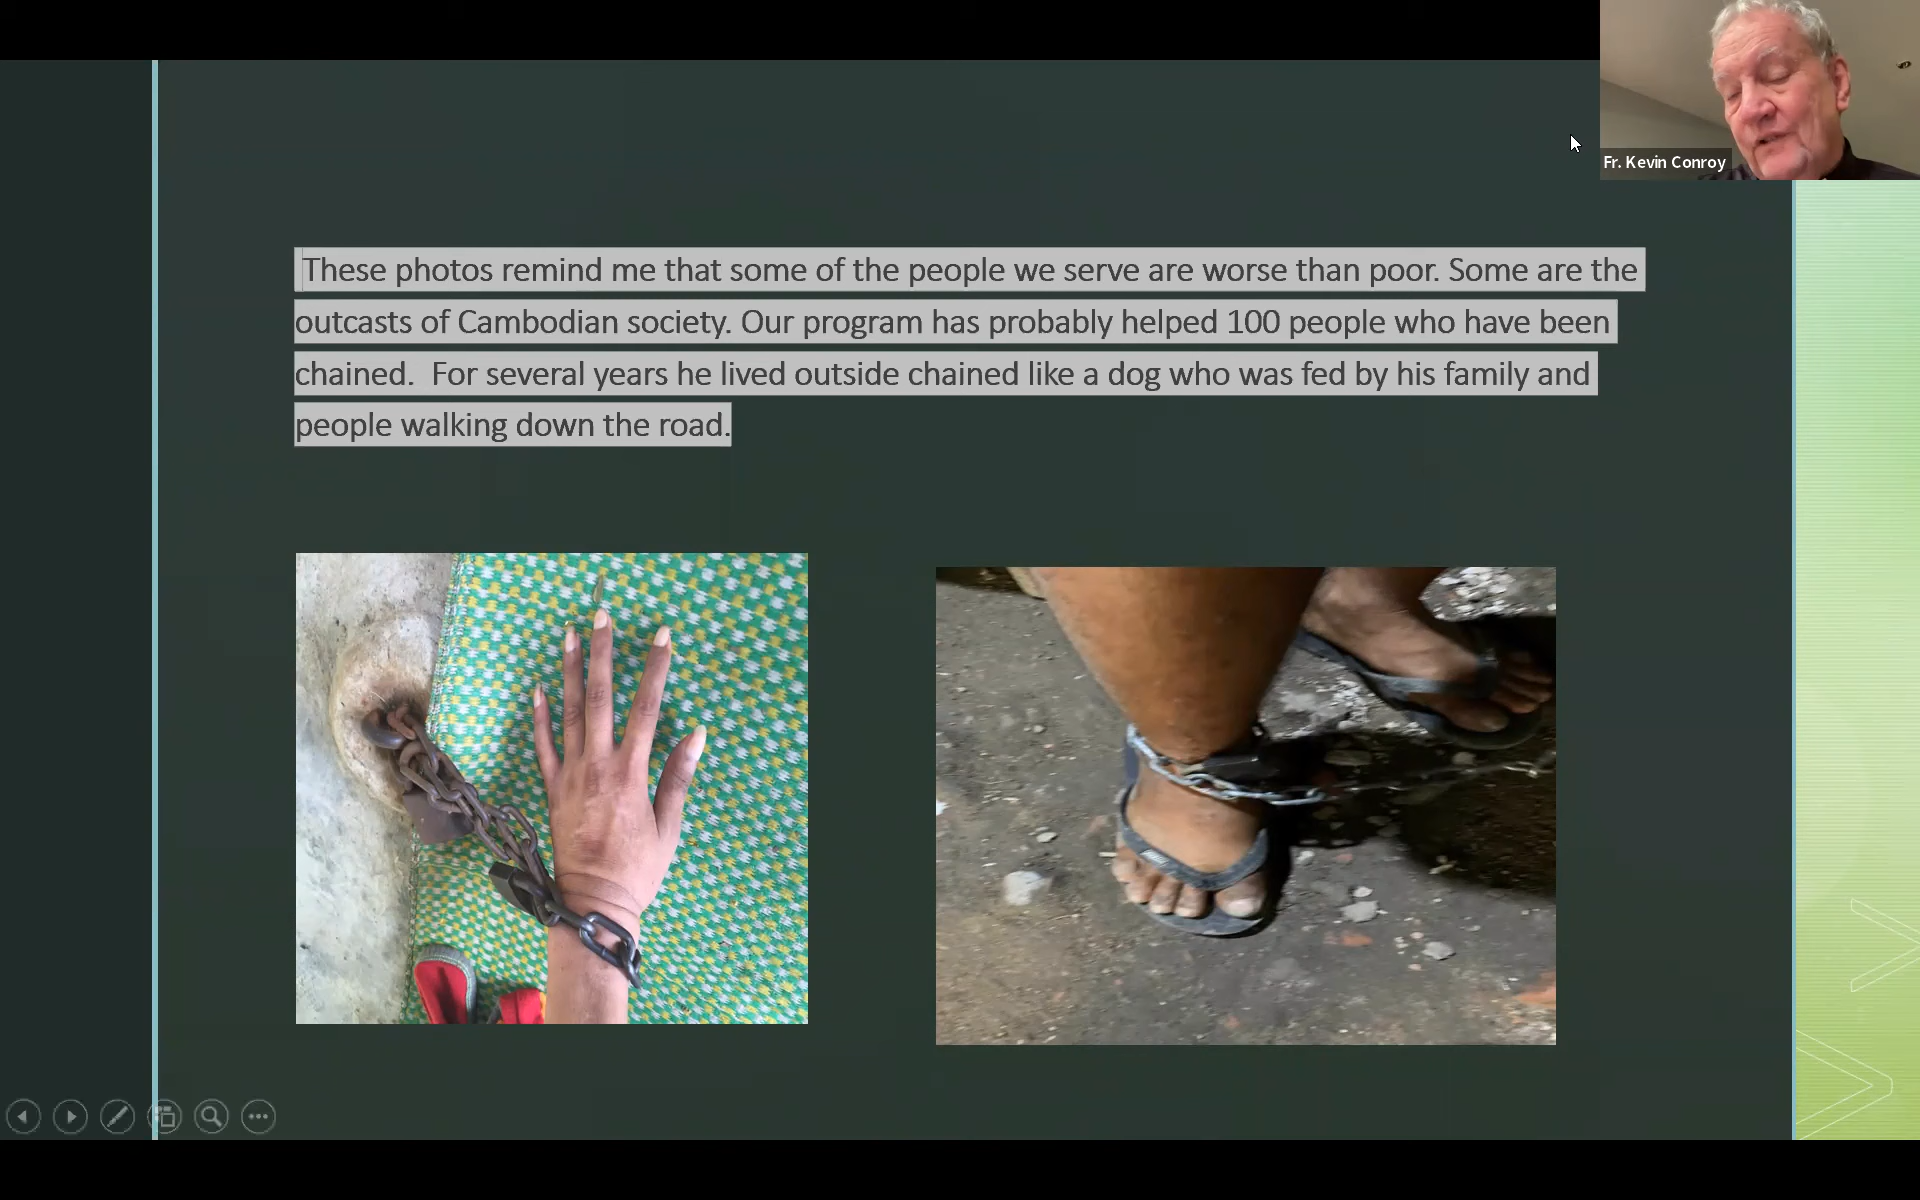 Fr. Kevin Conroy
These photos remind me that some of the people we serve are worse than poor. Some are the
outcasts of Cambodian society. Our program has probably helped 100 people who have been
chained.  For several years he lived outside chained like a dog who was fed by his family and
people walking down the road.